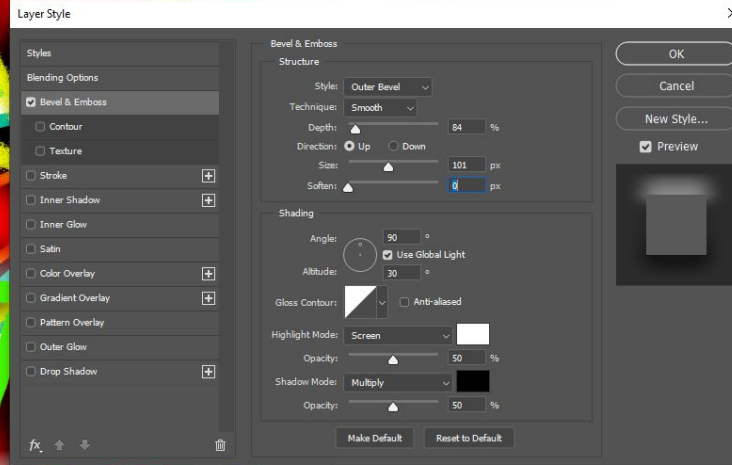 Layer Style
Styles
Blending Options
Bevel & Emboss
Contour
Texture
Stroke
Inner Shadow
Inner Glow
Satin
Color Overlay
Gradient Overlay
Pattern Overlay
Outer Glow
Drop Shadow
fx
Bevel & Emboss
Structure
Style: Outer Bevel
Technique: Smooth
Depth: 84 %
Direction: Up Down
Size: 101 px
Soften: 0 px
Shading
Angle: 90 °
Use Global Light
Altitude: 30 °
Gloss Contour: Anti-aliased
Highlight Mode: Screen
Opacity: 50 %
Shadow Mode: Multiply
Opacity: 50 %
Make Default Reset to Default
OK
Cancel
New Style...
Preview